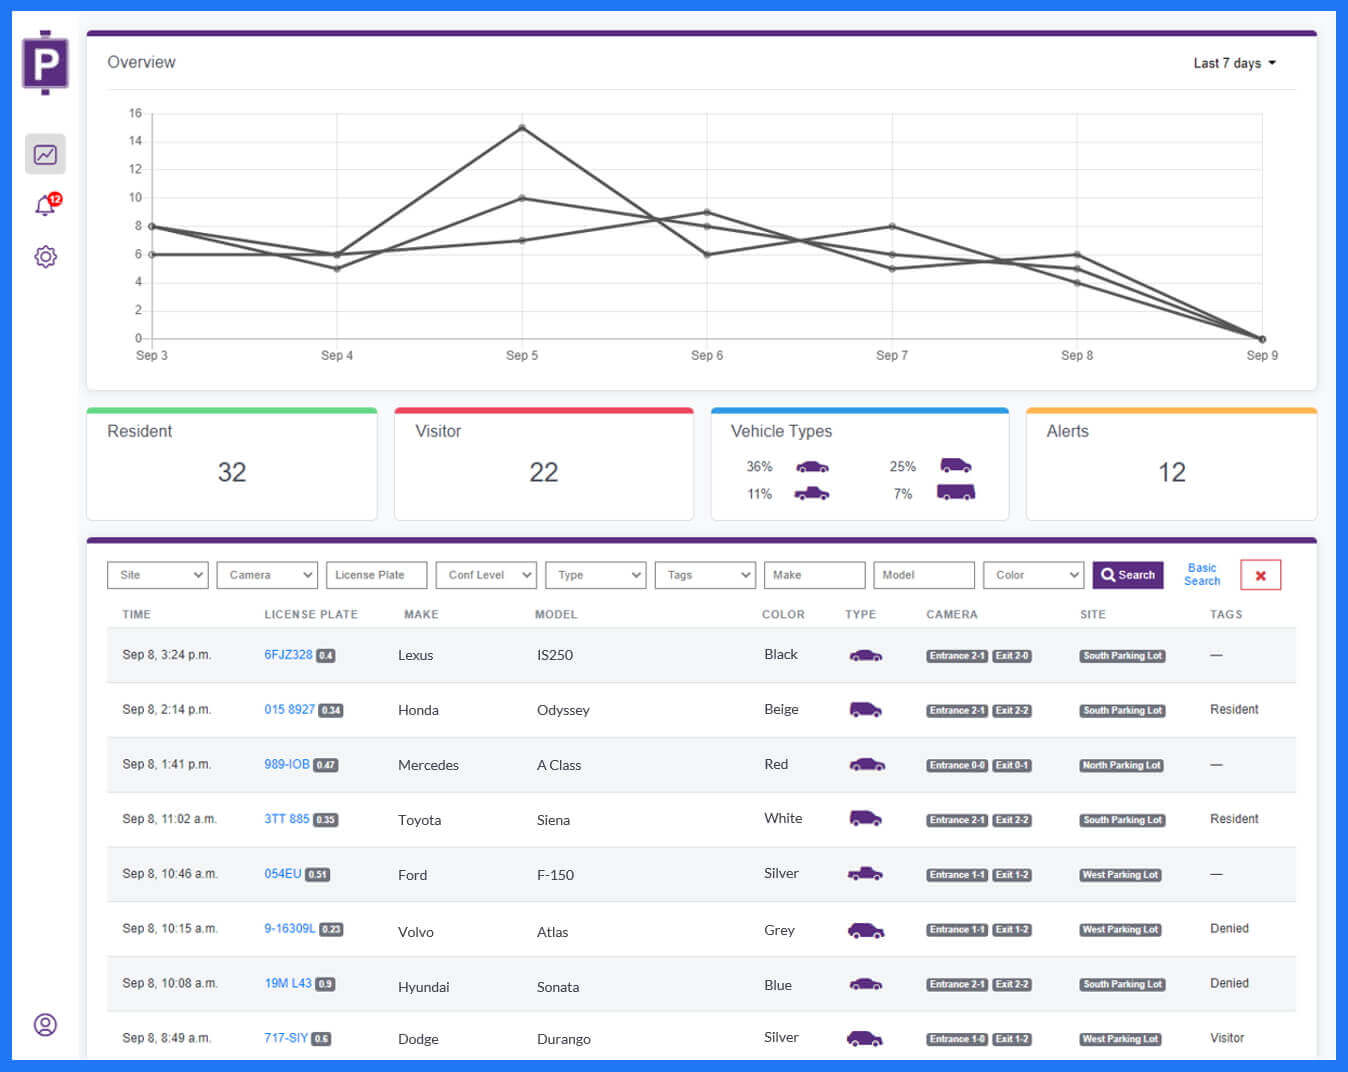 P
Overview
Last 7 days
16
14
12
10
8
6
4
2
0
Sep 3 Sep 4 Sep 5 Sep 6 Sep 7 Sep 8 Sep 9
12
Resident
32
Visitor
22
Vehicle Types
36% 25%
11% 7%
Alerts
12
Site Camera License Plate Conf Level Type Tags Make Model Color Search Basic
Search
TIME LICENSE PLATE MAKE MODEL COLOR TYPE CAMERA SITE TAGS
Sep 8, 3:24 p.m. 6FJZ328 0.4 Lexus IS250 Black Entrance 2-1 Exit 2-0 South Parking Lot —
Sep 8, 2:14 p.m. 015 8927 0.34 Honda Odyssey Beige Entrance 2-1 Exit 2-2 South Parking Lot Resident
Sep 8, 1:41 p.m. 989-IOB 0.47 Mercedes A Class Red Entrance 0-0 Exit 0-1 North Parking Lot —
Sep 8, 11:02 a.m. 3TT 885 0.35 Toyota Siena White Entrance 2-1 Exit 2-2 South Parking Lot Resident
Sep 8, 10:46 a.m. 054EU 0.51 Ford F-150 Silver Entrance 1-1 Exit 1-2 West Parking Lot —
Sep 8, 10:15 a.m. 9-16309L 0.23 Volvo Atlas Grey Entrance 1-1 Exit 1-2 West Parking Lot Denied
Sep 8, 10:08 a.m. 19M L43 0.9 Hyundai Sonata Blue Entrance 2-1 Exit 2-2 South Parking Lot Denied
Sep 8, 8:49 a.m. 717-SIY 0.6 Dodge Durango Silver Entrance 1-0 Exit 1-2 West Parking Lot Visitor